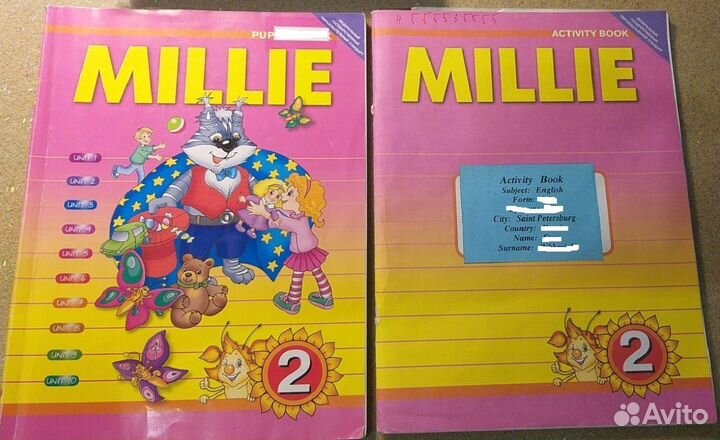 PUP
MILLIE
UNIT 1
UNIT 2
UNIT 3
UNIT 4
UNIT 5
UNIT 6
UNIT 7
UNIT 8
UNIT 9
UNIT 10
2
ACTIVITY BOOK
MILLIE
Activity Book
Subject: English
Form:
City: Saint Petersburg
Country:
Name:
Surname:
2
Avito